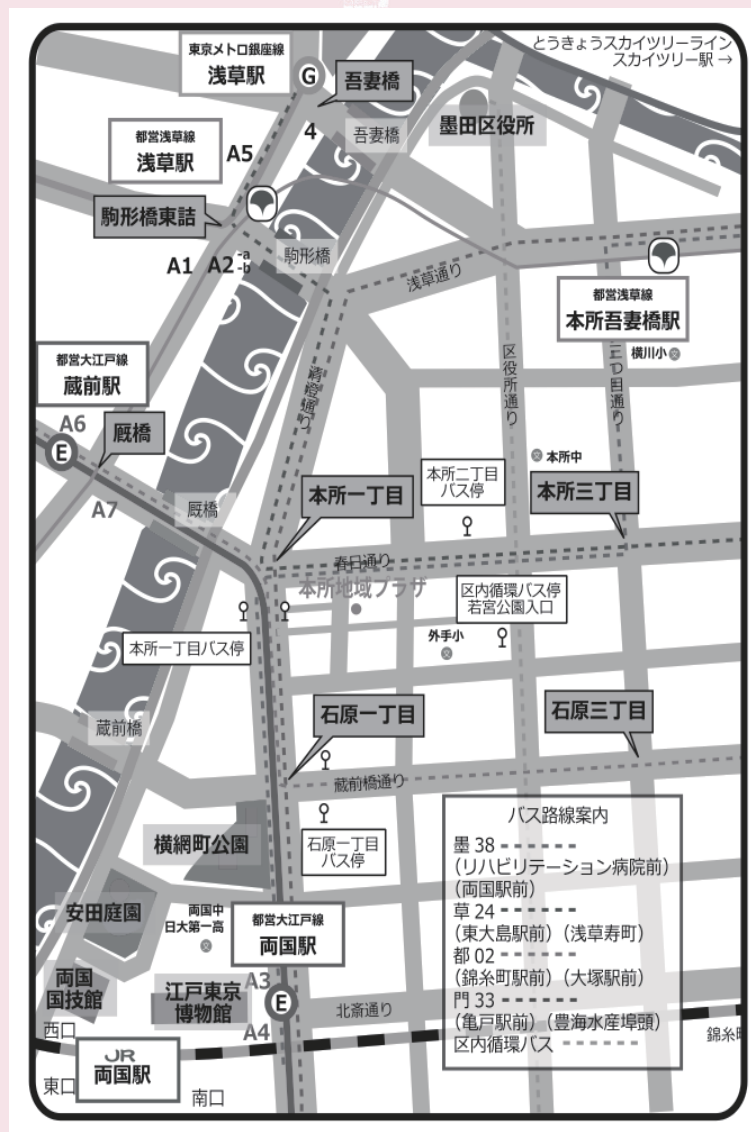 とうきょうスカイツリーライン
スカイツリー駅 →
東京メトロ銀座線
浅草駅
G
吾妻橋
4
吾妻橋
墨田区役所
都営浅草線
浅草駅
A5
駒形橋東詰
A1
A2 -a
-b
駒形橋
浅草通り
都営浅草線
本所吾妻橋駅
横川小
文
都営大江戸線
蔵前駅
A6
E
厩橋
A7
厩橋
清澄通り
区役所通り
三つ目通り
文
本所中
本所一丁目
本所二丁目
バス停
本所三丁目
春日通り
本所地域プラザ
区内循環バス停
若宮公園入口
本所一丁目バス停
外手小
文
石原一丁目
石原三丁目
蔵前橋
蔵前橋通り
横網町公園
石原一丁目
バス停
安田庭園
両国中
日大第一高
文
都営大江戸線
両国駅
両国
国技館
江戸東京
博物館
A3
E
A4
北斎通り
西口
JR
両国駅
東口
南口
錦糸町
バス路線案内
墨 38
(リハビリテーション病院前)
(両国駅前)
草 24
(東大島駅前)(浅草寿町)
都 02
(錦糸町駅前)(大塚駅前)
門 33
(亀戸駅前)(豊海水産埠頭)
区内循環バス